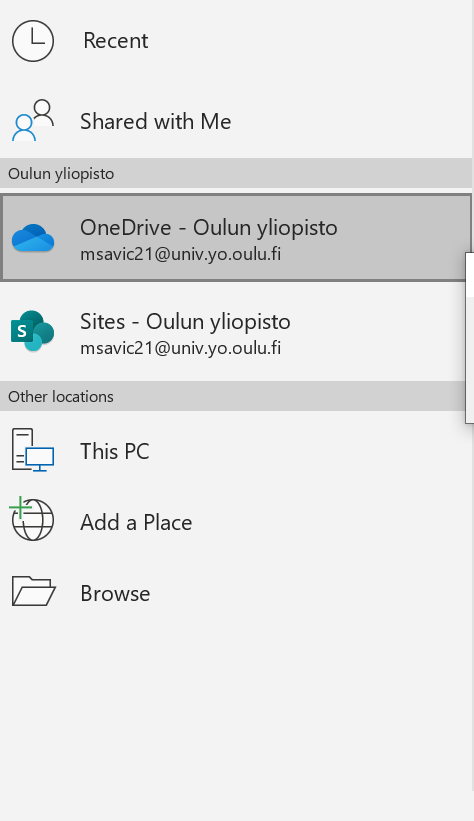 Recent
Shared with Me
Oulun yliopisto
OneDrive - Oulun yliopisto
msavic21@univ.yo.oulu.fi
S
Sites - Oulun yliopisto
msavic21@univ.yo.oulu.fi
Other locations
This PC
Add a Place
Browse